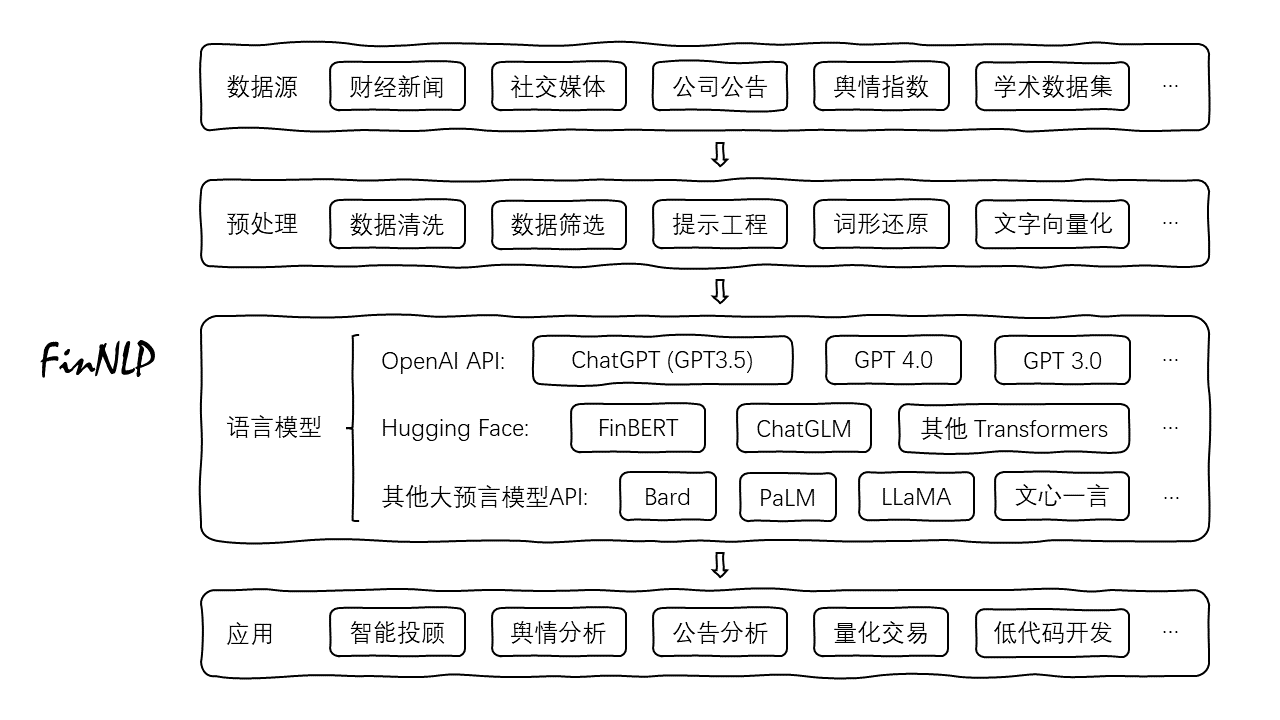 数据源 财经新闻 社交媒体 公司公告 舆情指数 学术数据集 ...
预处理 数据清洗 数据筛选 提示工程 词形还原 文字向量化 ...
FinNLP
语言模型
OpenAI API: ChatGPT (GPT3.5) GPT 4.0 GPT 3.0 ...
Hugging Face: FinBERT ChatGLM 其他 Transformers ...
其他大预言模型API: Bard PaLM LLaMA 文心一言 ...
应用 智能投顾 舆情分析 公告分析 量化交易 低代码开发 ...